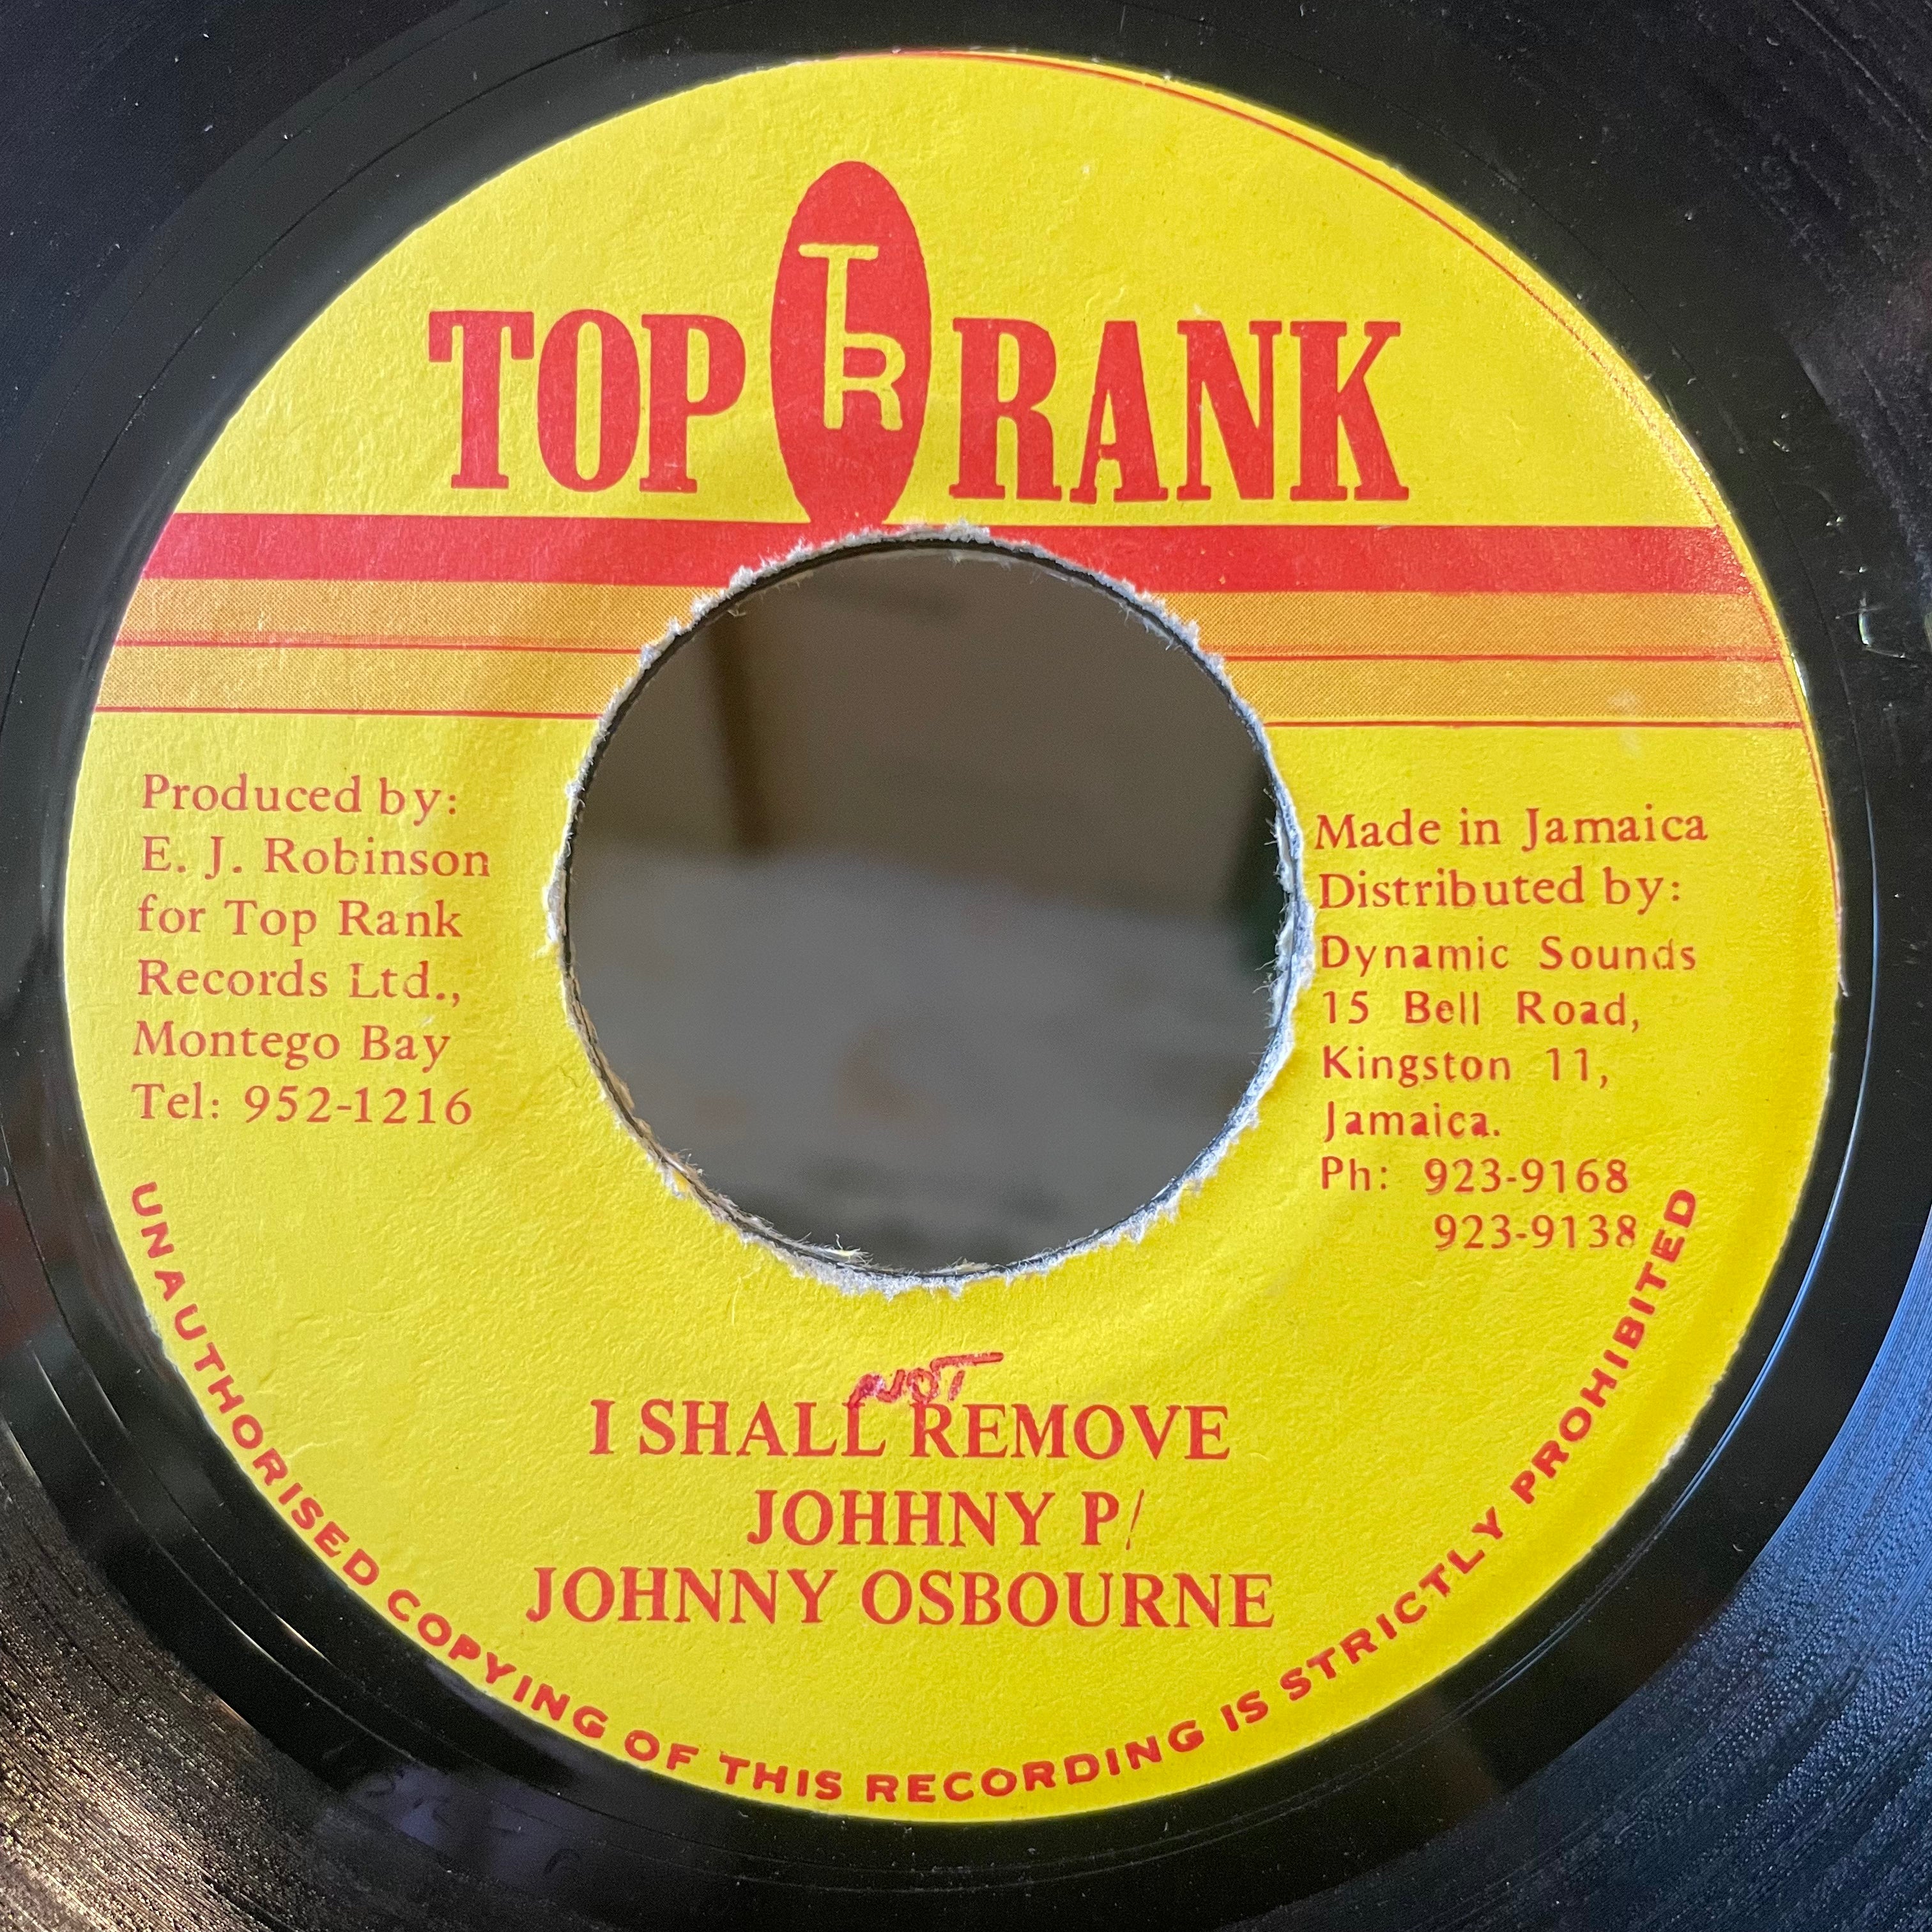 TOP TR RANK
Produced by:
E. J. Robinson
for Top Rank
Records Ltd.,
Montego Bay
Tel: 952-1216
Made in Jamaica
Distributed by:
Dynamic Sounds
15 Bell Road,
Kingston 11,
Jamaica.
Ph: 923-9168
923-9138
NOT
I SHALL REMOVE
JOHHNY P/
JOHNNY OSBOURNE
UNAUTHORISED COPYING OF THIS RECORDING IS STRICTLY PROHIBITED